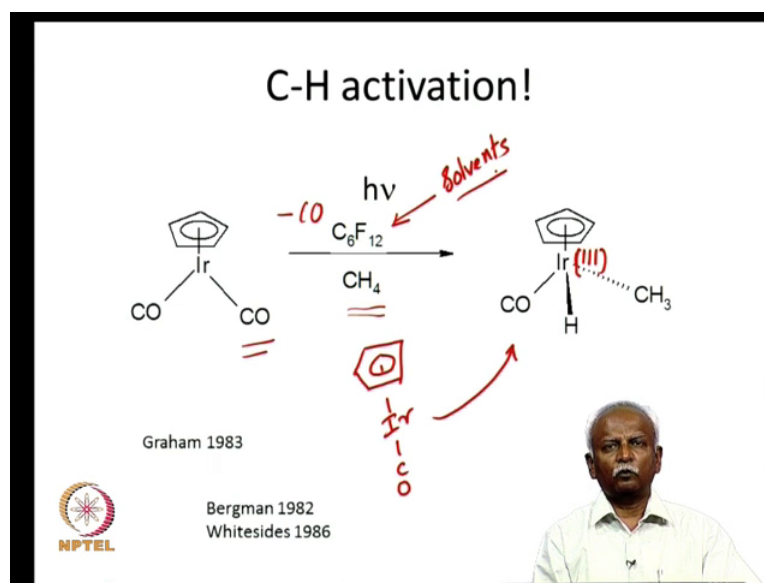 C-H activation!
Solvents
hν
-CO
C₆F₁₂
Ir
CO
CO
CH₄
Ir
(III)
CO
H
CH₃
Ir
C
O
Graham 1983
Bergman 1982
Whitesides 1986
NPTEL